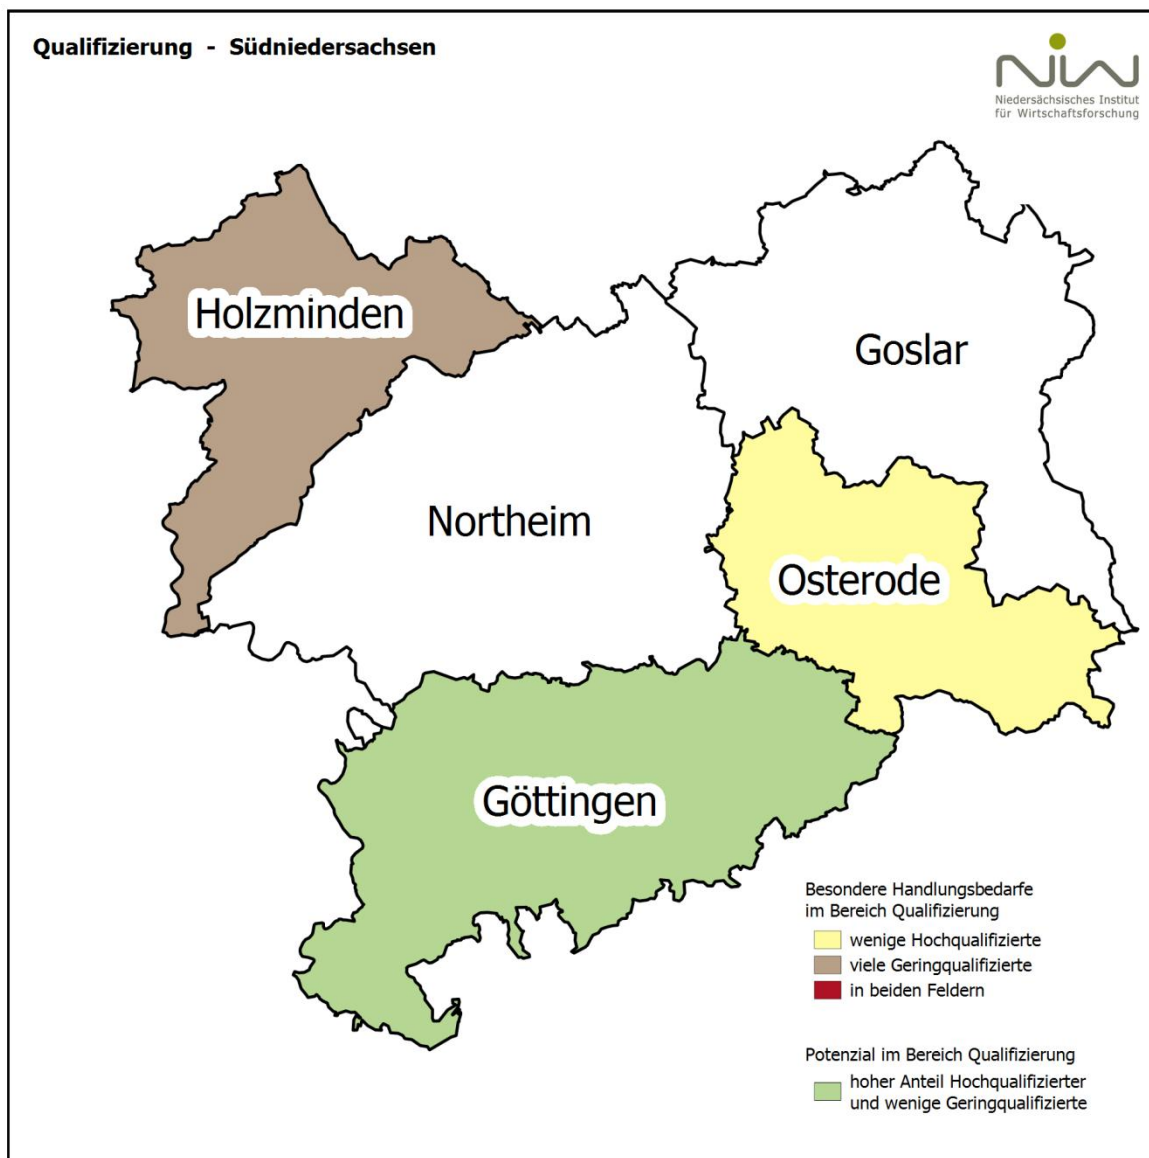 Qualifizierung - Südniedersachsen
NIW
Niedersächsisches Institut
für Wirtschaftsforschung
Holzminden
Goslar
Northeim
Osterode
Göttingen
Besondere Handlungsbedarfe
im Bereich Qualifizierung
wenige Hochqualifizierte
viele Geringqualifizierte
in beiden Feldern
Potenzial im Bereich Qualifizierung
hoher Anteil Hochqualifizierter
und wenige Geringqualifizierte